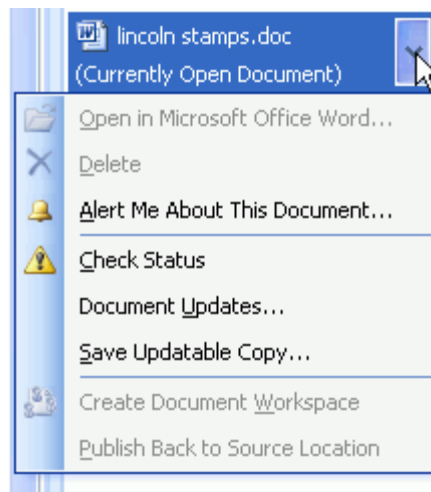 lincoln stamps.doc
(Currently Open Document)
Open in Microsoft Office Word...
Delete
Alert Me About This Document...
Check Status
Document Updates...
Save Updatable Copy...
Create Document Workspace
Publish Back to Source Location